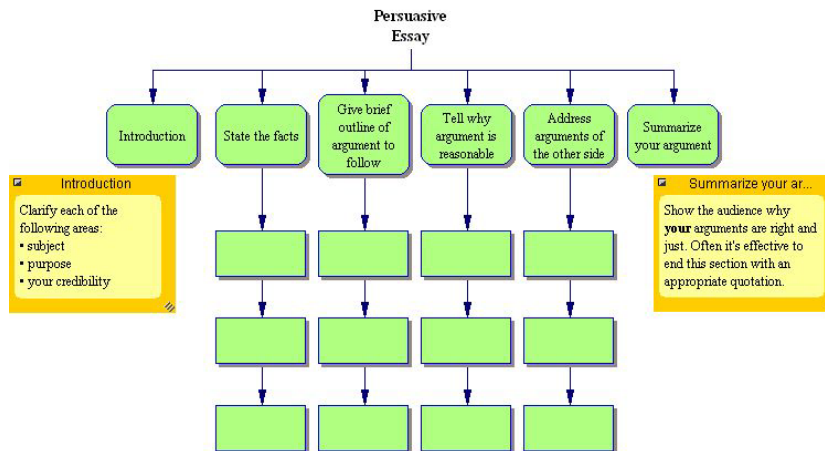 Persuasive
Essay
Introduction
State the facts
Give brief
outline of
argument to
follow
Tell why
argument is
reasonable
Address
arguments of
the other side
Summarize
your argument
Introduction
Clarify each of the
following areas:
• subject
• purpose
• your credibility
Summarize your ar...
Show the audience why
your arguments are right and
just. Often it's effective to
end this section with an
appropriate quotation.